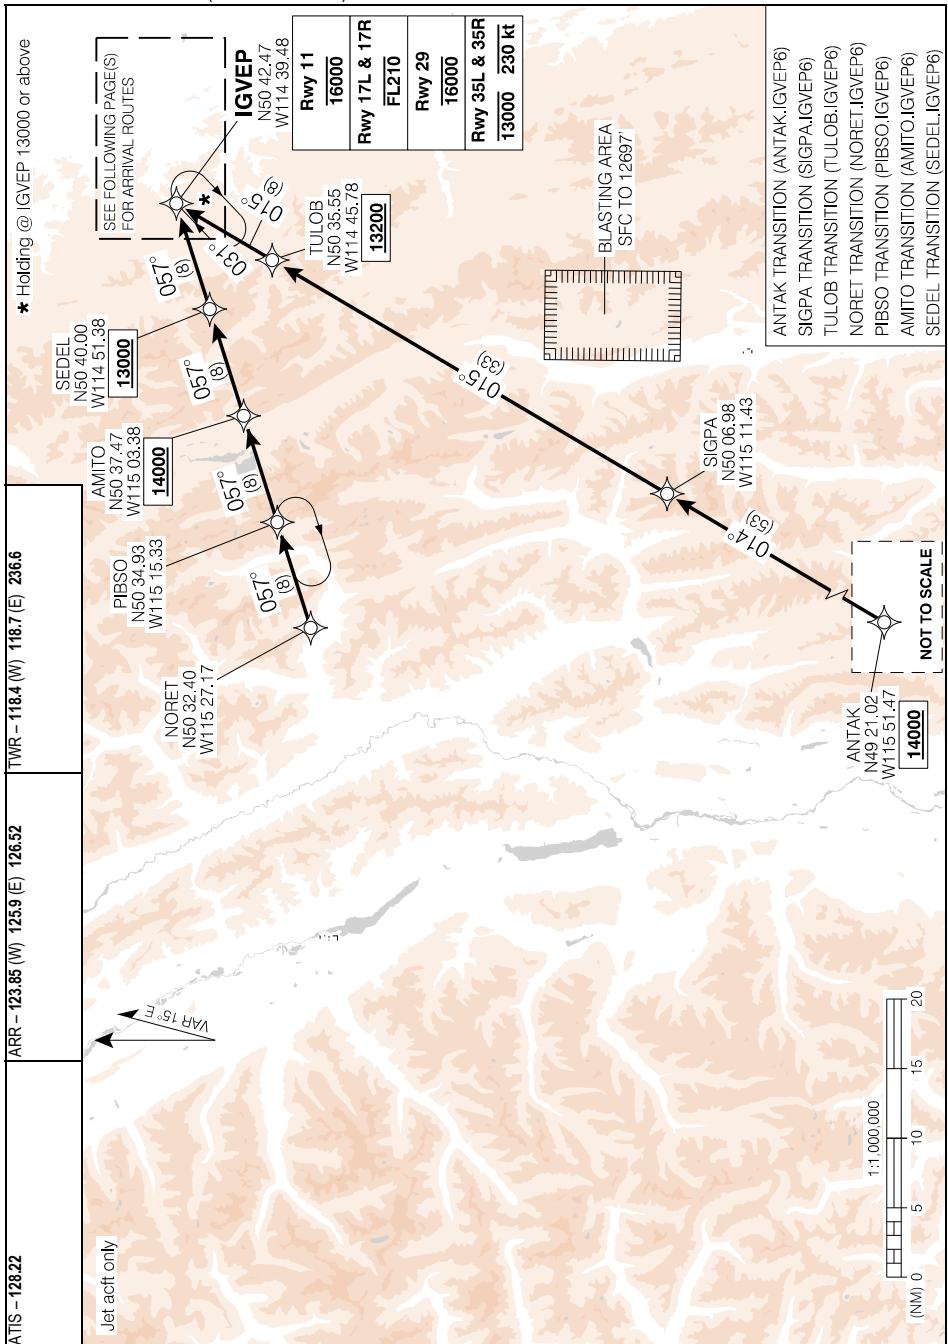 ATIS – 128.22
ARR – 123.85 (W) 125.9 (E) 126.52
TWR – 118.4 (W) 118.7 (E) 236.6
* Holding @ IGVEP 13000 or above
Jet acft only
VAR 15° E
SEE FOLLOWING PAGE(S)
FOR ARRIVAL ROUTES
IGVEP
N50 42.47
W114 39.48
Rwy 11
16000
Rwy 17L & 17R
FL210
Rwy 29
16000
Rwy 35L & 35R
13000 230 kt
SEDEL
N50 40.00
W114 51.38
13000
AMITO
N50 37.47
W115 03.38
14000
PIBSO
N50 34.93
W115 15.33
NORET
N50 32.40
W115 27.17
057°
(8)
057°
(8)
057°
(8)
057°
(8)
*
031°
015°
(8)
TULOB
N50 35.55
W114 45.78
13200
015°
(33)
BLASTING AREA
SFC TO 12697'
SIGPA
N50 06.98
W115 11.43
014°
(53)
ANTAK
N49 21.02
W115 51.47
14000
NOT TO SCALE
ANTAK TRANSITION (ANTAK.IGVEP6)
SIGPA TRANSITION (SIGPA.IGVEP6)
TULOB TRANSITION (TULOB.IGVEP6)
NORET TRANSITION (NORET.IGVEP6)
PIBSO TRANSITION (PIBSO.IGVEP6)
AMITO TRANSITION (AMITO.IGVEP6)
SEDEL TRANSITION (SEDEL.IGVEP6)
1:1,000,000
(NM) 0 5 10 15 20